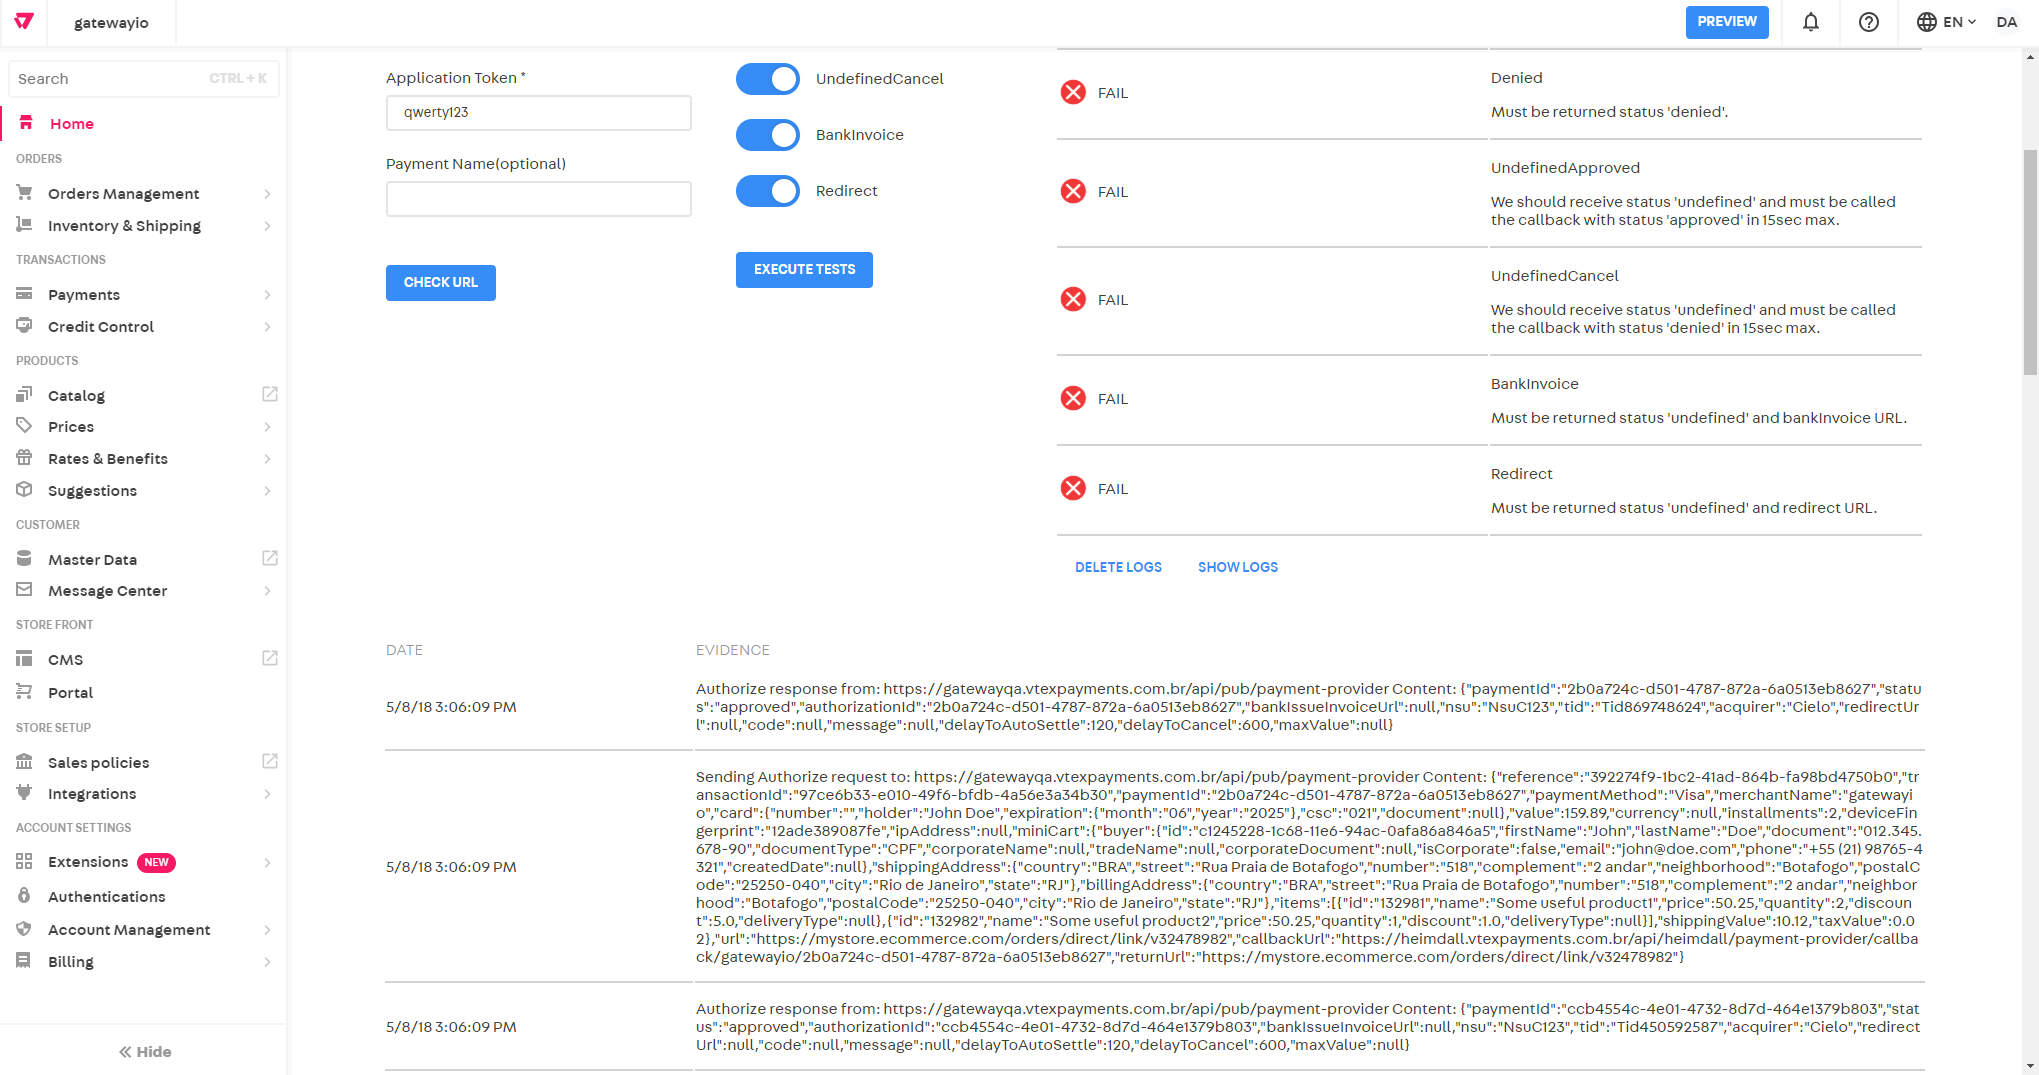 gatewayio
PREVIEW
EN
DA
Search
CTRL + K
Home
ORDERS
Orders Management
Inventory & Shipping
TRANSACTIONS
Payments
Credit Control
PRODUCTS
Catalog
Prices
Rates & Benefits
Suggestions
CUSTOMER
Master Data
Message Center
STORE FRONT
CMS
Portal
STORE SETUP
Sales policies
Integrations
ACCOUNT SETTINGS
Extensions NEW
Authentications
Account Management
Billing
Hide
Application Token *
qwerty123
Payment Name(optional)
CHECK URL
UndefinedCancel
BankInvoice
Redirect
EXECUTE TESTS
FAIL
Denied
Must be returned status 'denied'.
FAIL
UndefinedApproved
We should receive status 'undefined' and must be called
the callback with status 'approved' in 15sec max.
FAIL
UndefinedCancel
We should receive status 'undefined' and must be called
the callback with status 'denied' in 15sec max.
FAIL
BankInvoice
Must be returned status 'undefined' and bankInvoice URL.
FAIL
Redirect
Must be returned status 'undefined' and redirect URL.
DELETE LOGS
SHOW LOGS
DATE
EVIDENCE
5/8/18 3:06:09 PM
Authorize response from: https://gatewayqa.vtexpayments.com.br/api/pub/payment-provider Content: {"paymentId":"2b0a724c-d501-4787-872a-6a0513eb8627","statu
s":"approved","authorizationId":"2b0a724c-d501-4787-872a-6a0513eb8627","bankIssueInvoiceUrl":null,"nsu":"NsuC123","tid":"Tid869748624","acquirer":"Cielo","redirectUr
l":null,"code":null,"message":null,"delayToAutoSettle":120,"delayToCancel":600,"maxValue":null}
5/8/18 3:06:09 PM
Sending Authorize request to: https://gatewayqa.vtexpayments.com.br/api/pub/payment-provider Content: {"reference":"392274f9-1bc2-41ad-864b-fa98bd4750b0","tr
ansactionId":"97ce6b33-e010-49f6-bfdb-4a56e3a34b30","paymentId":"2b0a724c-d501-4787-872a-6a0513eb8627","paymentMethod":"Visa","merchantName":"gatewayi
o","card":{"number":"","holder":"John Doe","expiration":{"month":"06","year":"2025"},"csc":"021","document":null},"value":159.89,"currency":null,"installments":2,"deviceFin
gerprint":"12ade389087fe","ipAddress":null,"miniCart":{"buyer":{"id":"c1245228-1c68-11e6-94ac-0afa86a846a5","firstName":"John","lastName":"Doe","document":"012.345.
678-90","documentType":"CPF","corporateName":null,"tradeName":null,"corporateDocument":null,"isCorporate":false,"email":"john@doe.com","phone":"+55 (21) 98765-4
321","createdDate":null},"shippingAddress":{"country":"BRA","street":"Rua Praia de Botafogo","number":"518","complement":"2 andar","neighborhood":"Botafogo","postalC
ode":"25250-040","city":"Rio de Janeiro","state":"RJ"},"billingAddress":{"country":"BRA","street":"Rua Praia de Botafogo","number":"518","complement":"2 andar","neighbor
hood":"Botafogo","postalCode":"25250-040","city":"Rio de Janeiro","state":"RJ"},"items":[{"id":"132981","name":"Some useful product1","price":50.25,"quantity":2,"discoun
t":5.0,"deliveryType":null},{"id":"132982","name":"Some useful product2","price":50.25,"quantity":1,"discount":1.0,"deliveryType":null}],"shippingValue":10.12,"taxValue":0.0
2},"url":"https://mystore.ecommerce.com/orders/direct/link/v32478982","callbackUrl":"https://heimdall.vtexpayments.com.br/api/heimdall/payment-provider/callba
ck/gatewayio/2b0a724c-d501-4787-872a-6a0513eb8627","returnUrl":"https://mystore.ecommerce.com/orders/direct/link/v32478982"}
5/8/18 3:06:09 PM
Authorize response from: https://gatewayqa.vtexpayments.com.br/api/pub/payment-provider Content: {"paymentId":"ccb4554c-4e01-4732-8d7d-464e1379b803","stat
us":"approved","authorizationId":"ccb4554c-4e01-4732-8d7d-464e1379b803","bankIssueInvoiceUrl":null,"nsu":"NsuC123","tid":"Tid450592587","acquirer":"Cielo","redirect
Url":null,"code":null,"message":null,"delayToAutoSettle":120,"delayToCancel":600,"maxValue":null}